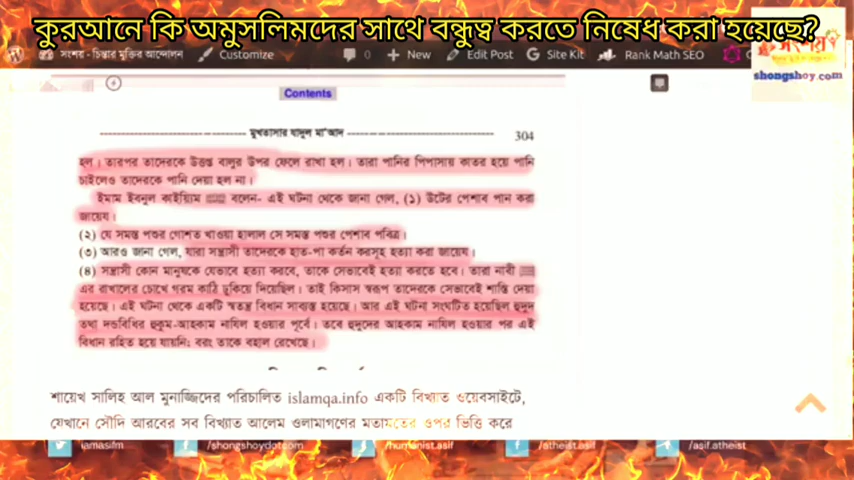 কুরআনে কি অমুসলিমদের সাথে বন্ধুত্ব করতে নিষেধ করা হয়েছে?
সংশয় - চিন্তার মুক্তির আন্দোলন Customize 0 + New Edit Post Site Kit Rank Math SEO
সংশয়
shongshoy.com
Contents
মুখতাসার যাদুল মা'আদ
304
হল। তারপর তাদেরকে উত্তপ্ত বালুর উপর ফেলে রাখা হল। তারা পানির পিপাসায় কাতর হয়ে পানি
চাইলেও তাদেরকে পানি দেয়া হল না।
ইমাম ইবনুল কাইয়্যিম বলেন- এই ঘটনা থেকে জানা গেল, (১) উটের পেশাব পান করা
জায়েয।
(২) যে সমস্ত পশুর গোশত খাওয়া হালাল সে সমস্ত পশুর পেশাব পবিত্র।
(৩) আরও জানা গেল, যারা সন্ত্রাসী তাদেরকে হাত-পা কর্তন করসূহ হত্যা করা জায়েয।
(৪) সন্ত্রাসী কোন মানুষকে যেভাবে হত্যা করবে, তাকে সেভাবেই হত্যা করতে হবে। তারা নাবী
এর রাখালের চোখে গরম কাঠি ঢুকিয়ে দিয়েছিল। তাই কিসাস স্বরূপ তাদেরকে সেভাবেই শাস্তি দেয়া
হয়েছে। এই ঘটনা থেকে একটি স্বতন্ত্র বিধান সাব্যস্ত হয়েছে। আর এই ঘটনা সংঘটিত হয়েছিল হুদুদ
তথা দন্ডবিধির হুকুম-আহকাম নাযিল হওয়ার পূর্বে। তবে হুদুদের আহকাম নাযিল হওয়ার পর এই
বিধান রহিত হয়ে যায়নি; বরং তাকে বহাল রেখেছে।
শায়েখ সালিহ আল মুনাজ্জিদের পরিচালিত islamqa.info একটি বিখ্যাত ওয়েবসাইটে,
যেখানে সৌদি আরবের সব বিখ্যাত আলেম ওলামাগণের মতামতের ওপর ভিত্তি করে
iamasifm /shongshoydotcom /humanist.asif /atheist.asif /asif.atheist